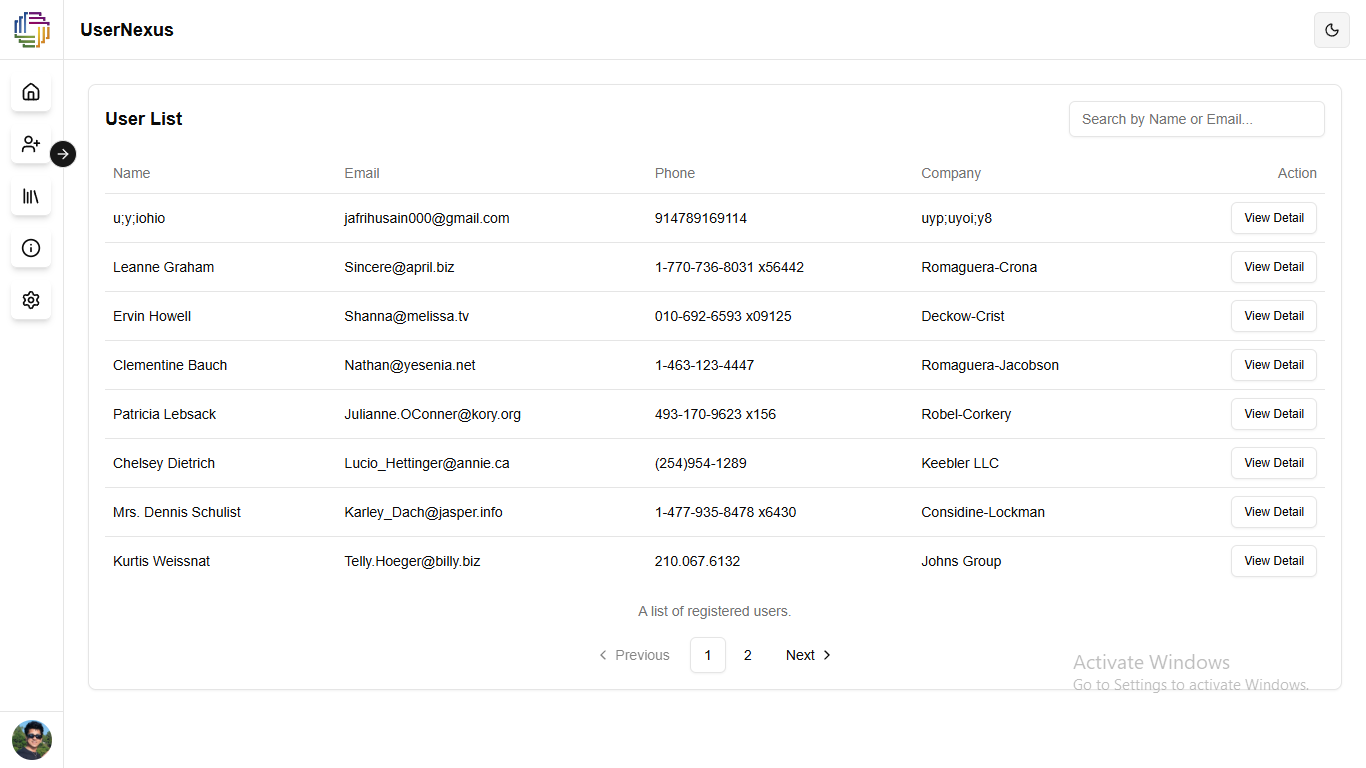 UserNexus
User List
Search by Name or Email...
Name Email Phone Company Action
u;y;iohio jafrihusain000@gmail.com 914789169114 uyp;uyoi;y8 View Detail
Leanne Graham Sincere@april.biz 1-770-736-8031 x56442 Romaguera-Crona View Detail
Ervin Howell Shanna@melissa.tv 010-692-6593 x09125 Deckow-Crist View Detail
Clementine Bauch Nathan@yesenia.net 1-463-123-4447 Romaguera-Jacobson View Detail
Patricia Lebsack Julianne.OConner@kory.org 493-170-9623 x156 Robel-Corkery View Detail
Chelsey Dietrich Lucio_Hettinger@annie.ca (254)954-1289 Keebler LLC View Detail
Mrs. Dennis Schulist Karley_Dach@jasper.info 1-477-935-8478 x6430 Considine-Lockman View Detail
Kurtis Weissnat Telly.Hoeger@billy.biz 210.067.6132 Johns Group View Detail
A list of registered users.
Previous 1 2 Next
Activate Windows
Go to Settings to activate Windows.